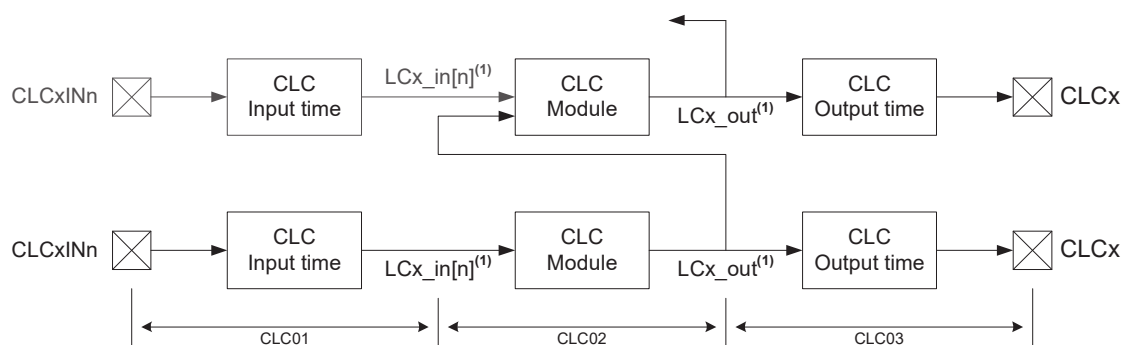 CLCxINn
CLC
Input time
LCx_in[n](1)
CLC
Module
LCx_out(1)
CLC
Output time
CLCx
CLCxINn
CLC
Input time
LCx_in[n](1)
CLC
Module
LCx_out(1)
CLC
Output time
CLCx
CLC01
CLC02
CLC03